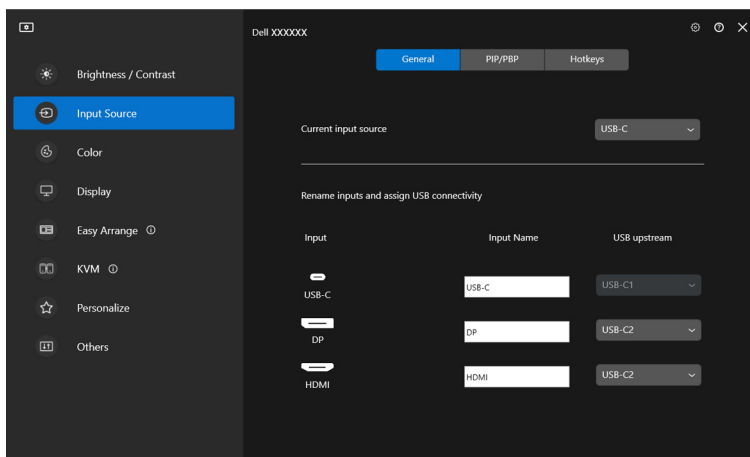 Dell XXXXXX
General PIP/PBP Hotkeys
Brightness / Contrast
Input Source
Color
Display
Easy Arrange
KVM
Personalize
Others
Current input source USB-C
Rename inputs and assign USB connectivity
Input Input Name USB upstream
USB-C USB-C USB-C1
DP DP USB-C2
HDMI HDMI USB-C2